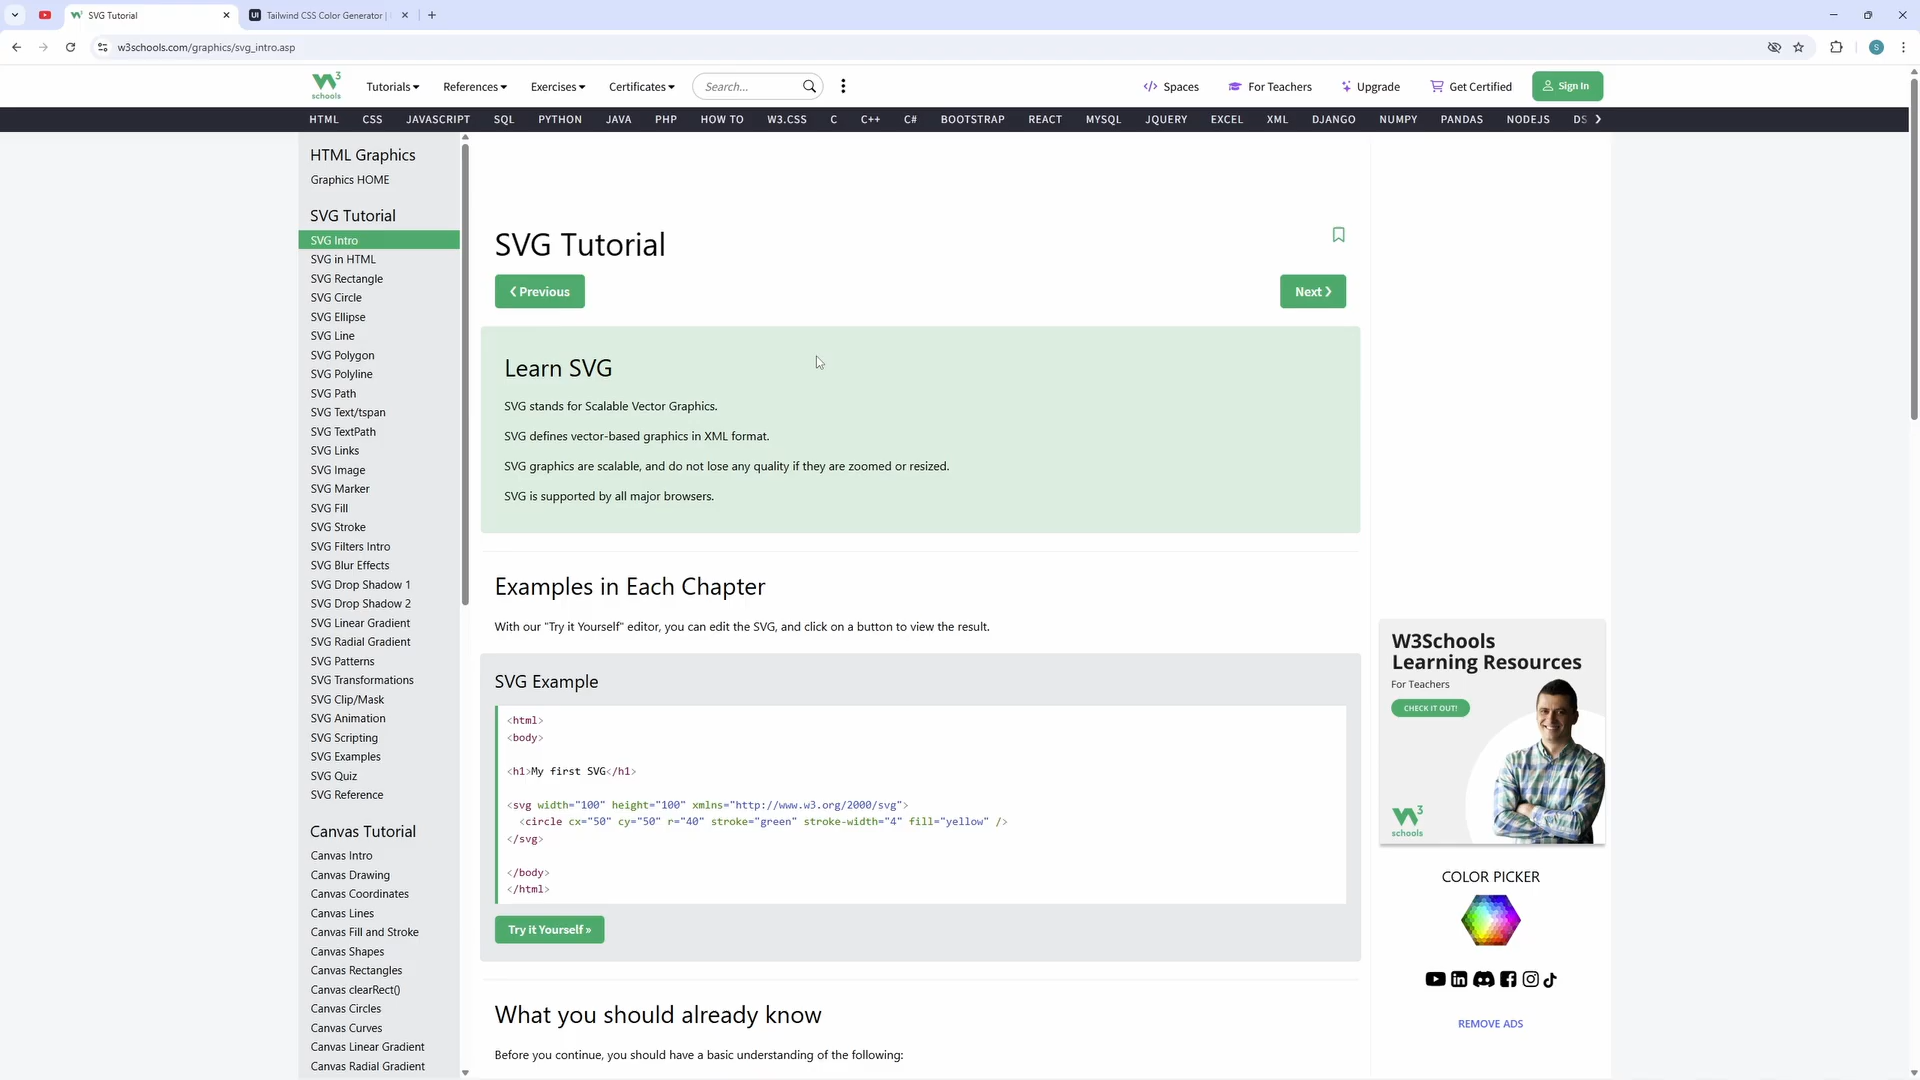 SVG Tutorial
Tailwind CSS Color Generator |
w3schools.com/graphics/svg_intro.asp
S
3
schools
Tutorials
References
Exercises
Certificates
Search...
Spaces
For Teachers
Upgrade
Get Certified
Sign In
HTML CSS JAVASCRIPT SQL PYTHON JAVA PHP HOW TO W3.CSS C C++ C# BOOTSTRAP REACT MYSQL JQUERY EXCEL XML DJANGO NUMPY PANDAS NODEJS DS
HTML Graphics
Graphics HOME
SVG Tutorial
SVG Intro
SVG in HTML
SVG Rectangle
SVG Circle
SVG Ellipse
SVG Line
SVG Polygon
SVG Polyline
SVG Path
SVG Text/tspan
SVG TextPath
SVG Links
SVG Image
SVG Marker
SVG Fill
SVG Stroke
SVG Filters Intro
SVG Blur Effects
SVG Drop Shadow 1
SVG Drop Shadow 2
SVG Linear Gradient
SVG Radial Gradient
SVG Patterns
SVG Transformations
SVG Clip/Mask
SVG Animation
SVG Scripting
SVG Examples
SVG Quiz
SVG Reference
Canvas Tutorial
Canvas Intro
Canvas Drawing
Canvas Coordinates
Canvas Lines
Canvas Fill and Stroke
Canvas Shapes
Canvas Rectangles
Canvas clearRect()
Canvas Circles
Canvas Curves
Canvas Linear Gradient
Canvas Radial Gradient
SVG Tutorial
❮ Previous
Next ❯
Learn SVG
SVG stands for Scalable Vector Graphics.
SVG defines vector-based graphics in XML format.
SVG graphics are scalable, and do not lose any quality if they are zoomed or resized.
SVG is supported by all major browsers.
Examples in Each Chapter
With our "Try it Yourself" editor, you can edit the SVG, and click on a button to view the result.
SVG Example
<html>
<body>
<h1>My first SVG</h1>
<svg width="100" height="100" xmlns="http://www.w3.org/2000/svg">
<circle cx="50" cy="50" r="40" stroke="green" stroke-width="4" fill="yellow" />
</svg>
</body>
</html>
Try it Yourself »
What you should already know
Before you continue, you should have a basic understanding of the following:
W3Schools
Learning Resources
For Teachers
CHECK IT OUT!
3
schools
COLOR PICKER
REMOVE ADS